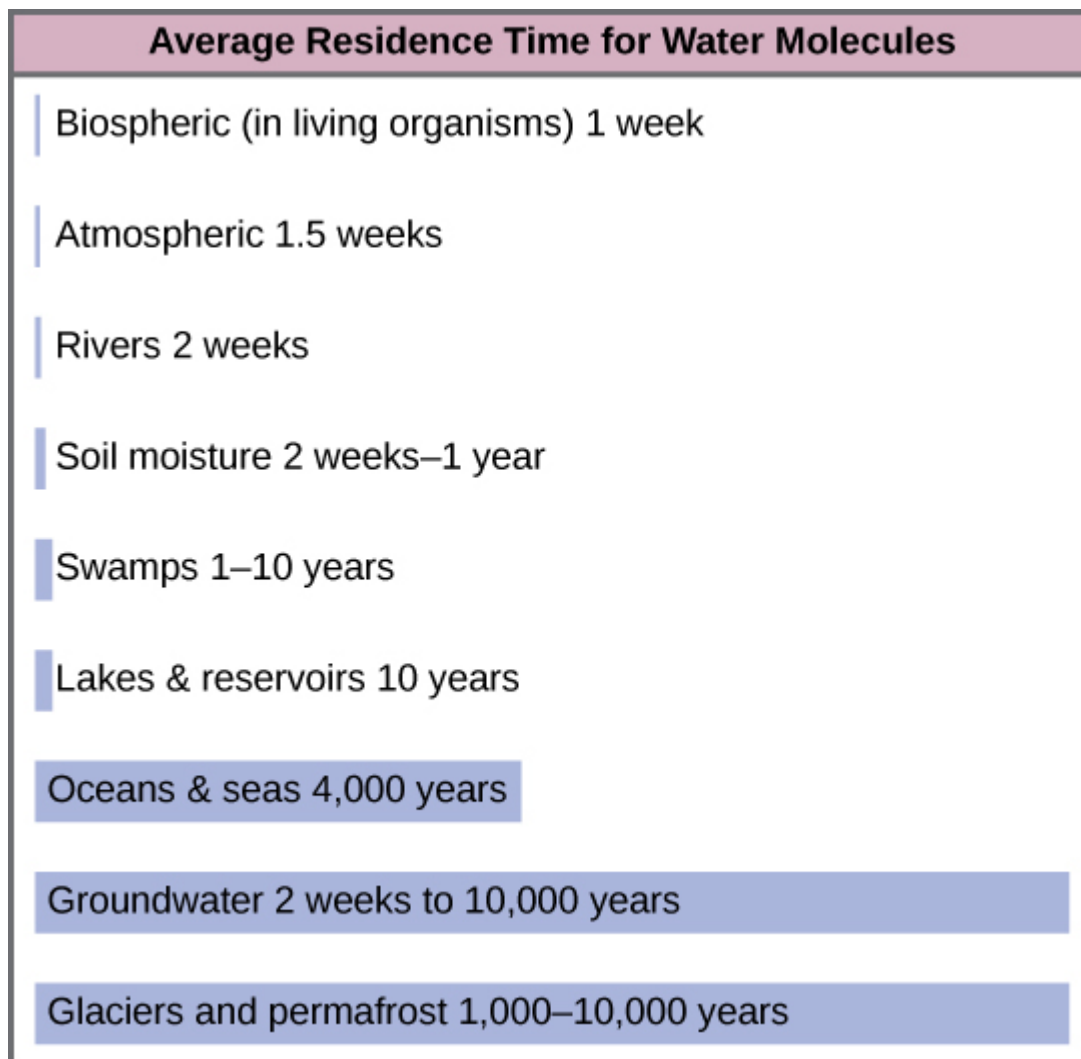 Average Residence Time for Water Molecules
Biospheric (in living organisms) 1 week
Atmospheric 1.5 weeks
Rivers 2 weeks
Soil moisture 2 weeks–1 year
Swamps 1–10 years
Lakes & reservoirs 10 years
Oceans & seas 4,000 years
Groundwater 2 weeks to 10,000 years
Glaciers and permafrost 1,000–10,000 years